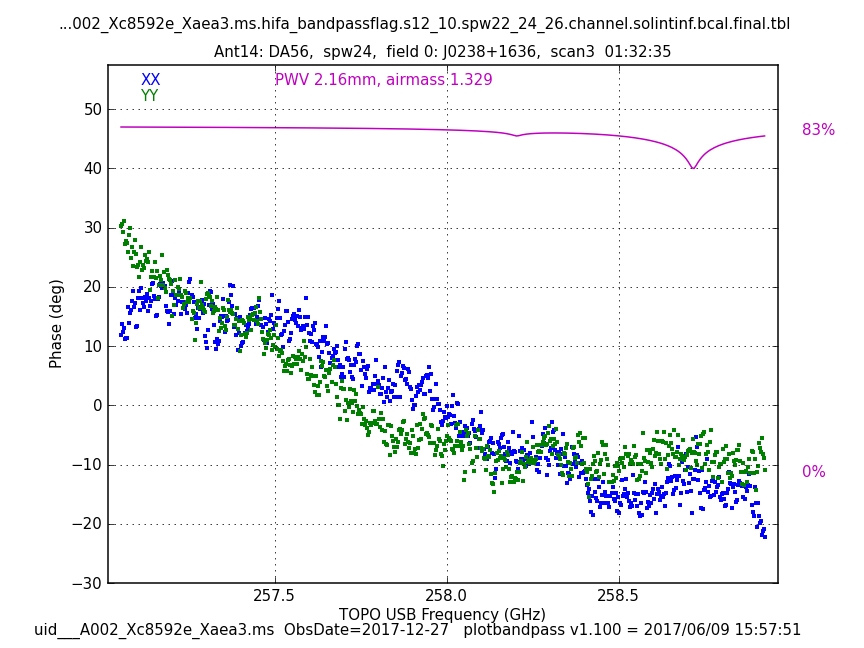 ...002_Xc8592e_Xaea3.ms.hifa_bandpassflag.s12_10.spw22_24_26.channel.solintinf.bcal.final.tbl
Ant14: DA56, spw24, field 0: J0238+1636, scan3 01:32:35
XX
PWV 2.16mm, airmass 1.329
YY
50
83%
40
30
20
Phase (deg)
10
0
−10
0%
−20
−30
257.5
258.0
258.5
TOPO USB Frequency (GHz)
uid___A002_Xc8592e_Xaea3.ms ObsDate=2017-12-27 plotbandpass v1.100 = 2017/06/09 15:57:51